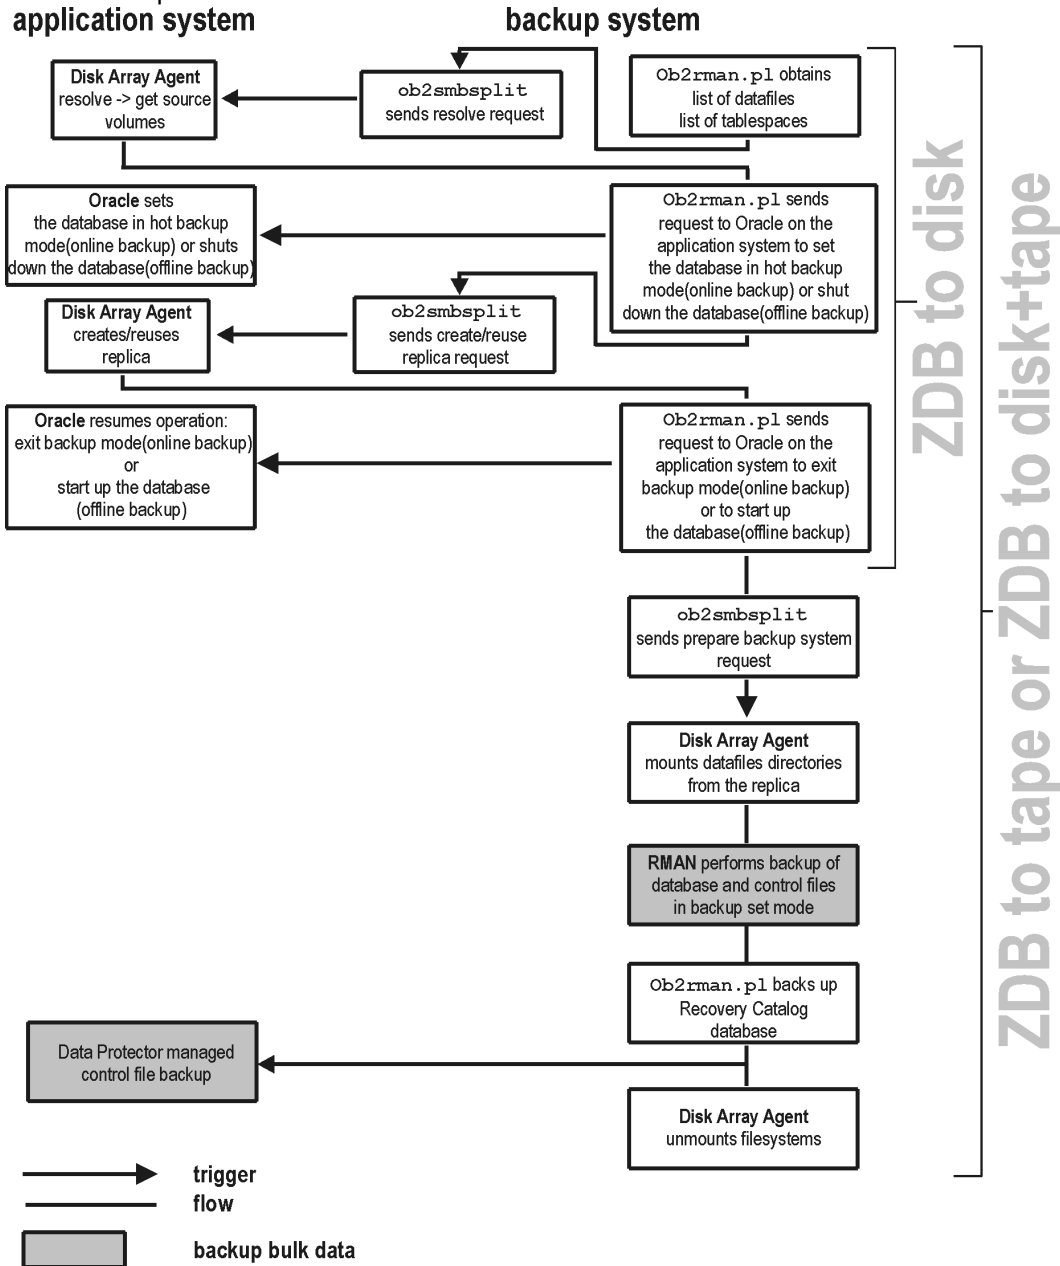 application system
backup system
Disk Array Agent
resolve -> get source
volumes
ob2smbsplit
sends resolve request
Ob2rman.pl obtains
list of datafiles
list of tablespaces
Oracle sets
the database in hot backup
mode(online backup) or shuts
down the database(offline backup)
Ob2rman.pl sends
request to Oracle on the
application system to set
the database in hot backup
mode(online backup) or shut
down the database(offline backup)
Disk Array Agent
creates/reuses
replica
ob2smbsplit
sends create/reuse
replica request
Oracle resumes operation:
exit backup mode(online backup)
or
start up the database
(offline backup)
Ob2rman.pl sends
request to Oracle on the
application system to exit
backup mode(online backup)
or to start up
the database(offline backup)
ob2smbsplit
sends prepare backup system
request
Disk Array Agent
mounts datafiles directories
from the replica
RMAN performs backup of
database and control files
in backup set mode
Ob2rman.pl backs up
Recovery Catalog
database
Data Protector managed
control file backup
Disk Array Agent
unmounts filesystems
ZDB to disk
ZDB to tape or ZDB to disk+tape
trigger
flow
backup bulk data